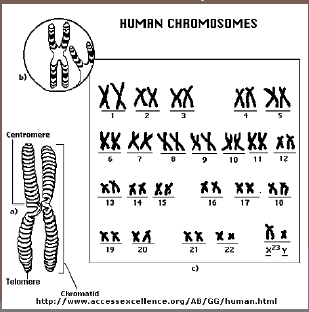 HUMAN CHROMOSOMES
b)
1 2 3 4 5
Centromere
6 7 8 9 10 11 12
a)
13 14 15 16 17 18
19 20 21 22 X 23 Y
Telomere
c)
Chromatid
http://www.accessexcellence.org/AB/GG/human.html